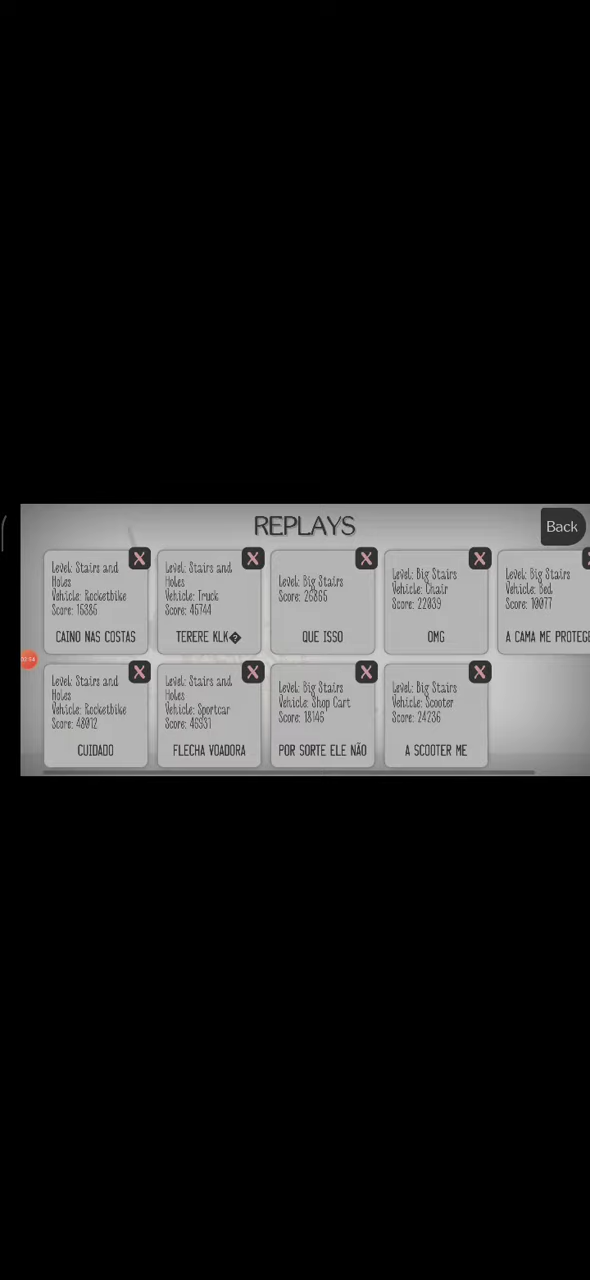 REPLAYS
Back
Level: Stairs and
Holes
Vehicle: Rocketbike
Score: 15385
CAINO NAS COSTAS
Level: Stairs and
Holes
Vehicle: Truck
Score: 45744
TERERE KLK�
Level: Big Stairs
Score: 26865
QUE ISSO
Level: Big Stairs
Vehicle: Chair
Score: 22039
OMG
Level: Big Stairs
Vehicle: Bed
Score: 10077
A CAMA ME PROTEGE
Level: Stairs and
Holes
Vehicle: Rocketbike
Score: 48012
CUIDADO
Level: Stairs and
Holes
Vehicle: Sportcar
Score: 45531
FLECHA VOADORA
Level: Big Stairs
Vehicle: Shop Cart
Score: 18145
POR SORTE ELE NÃO
Level: Big Stairs
Vehicle: Scooter
Score: 24236
A SCOOTER ME